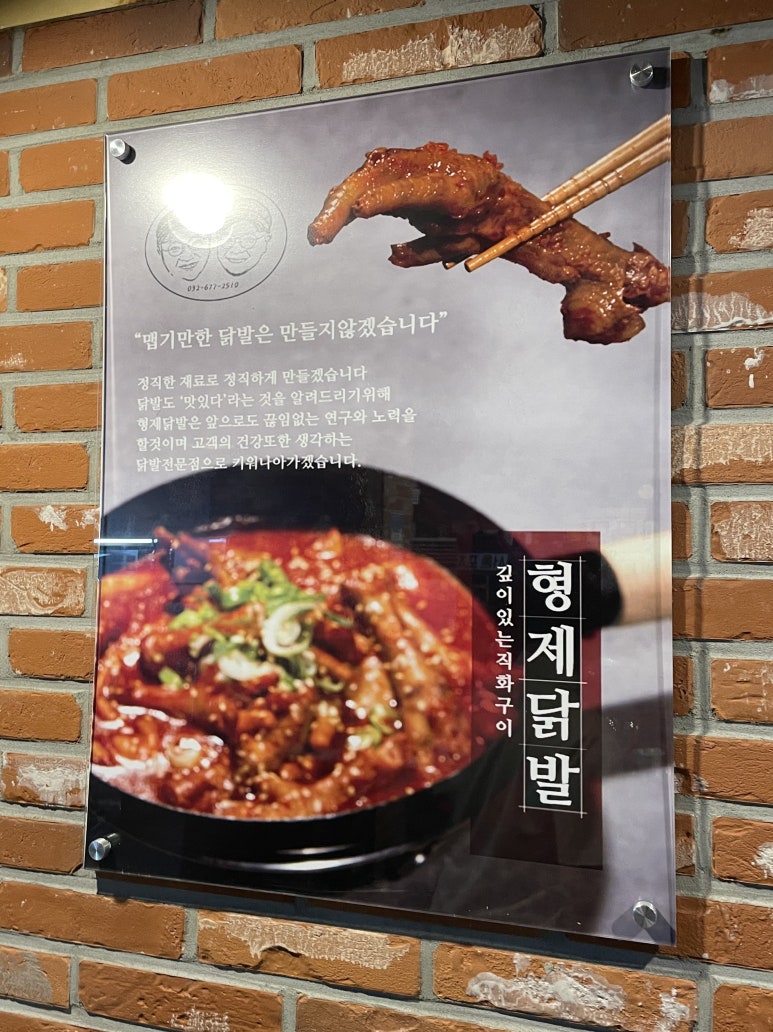 032-677-2510
“맵기만한 닭발은 만들지않겠습니다”
정직한 재료로 정직하게 만들겠습니다
닭발도 '맛있다'라는 것을 알려드리기위해
형제닭발은 앞으로도 끊임없는 연구와 노력을
할것이며 고객의 건강또한 생각하는
닭발전문점으로 키워나아가겠습니다.
형제닭발
깊이있는직화구이